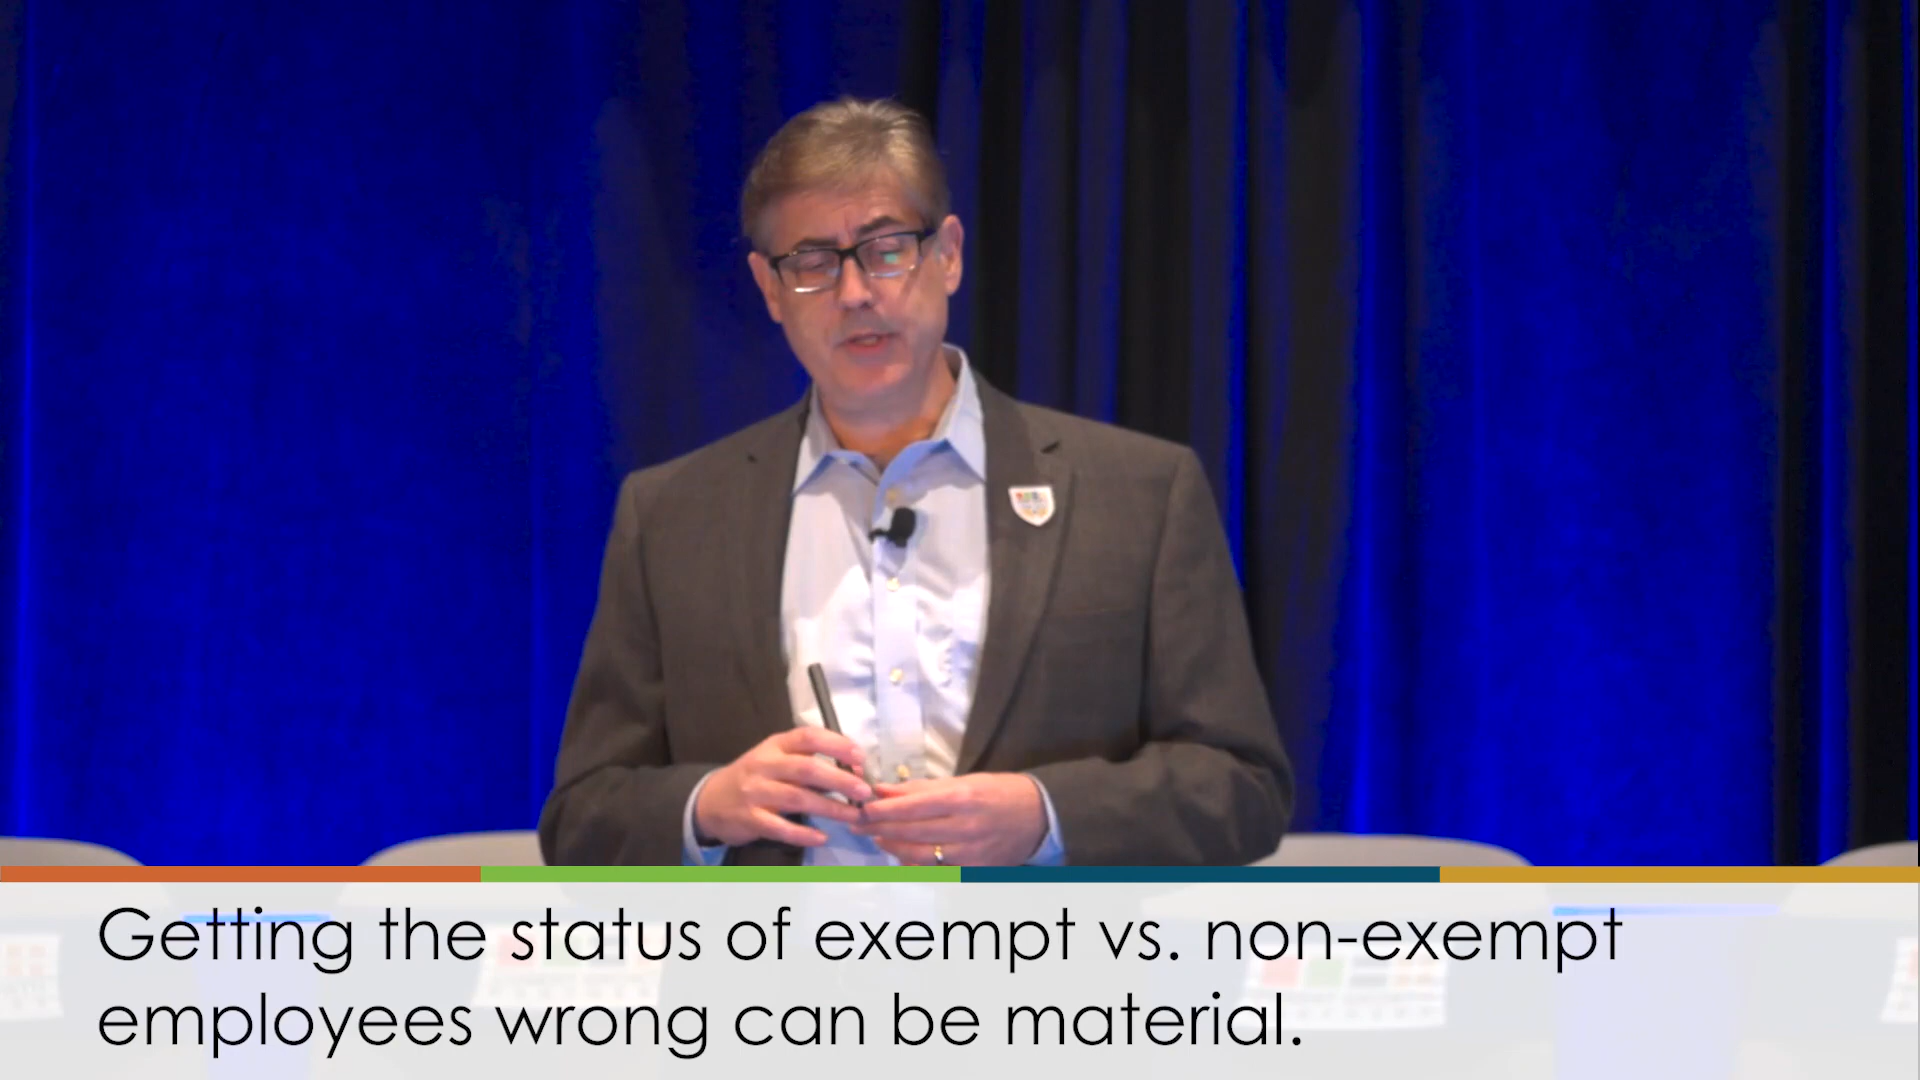 Getting the status of exempt vs. non-exempt
employees wrong can be material.